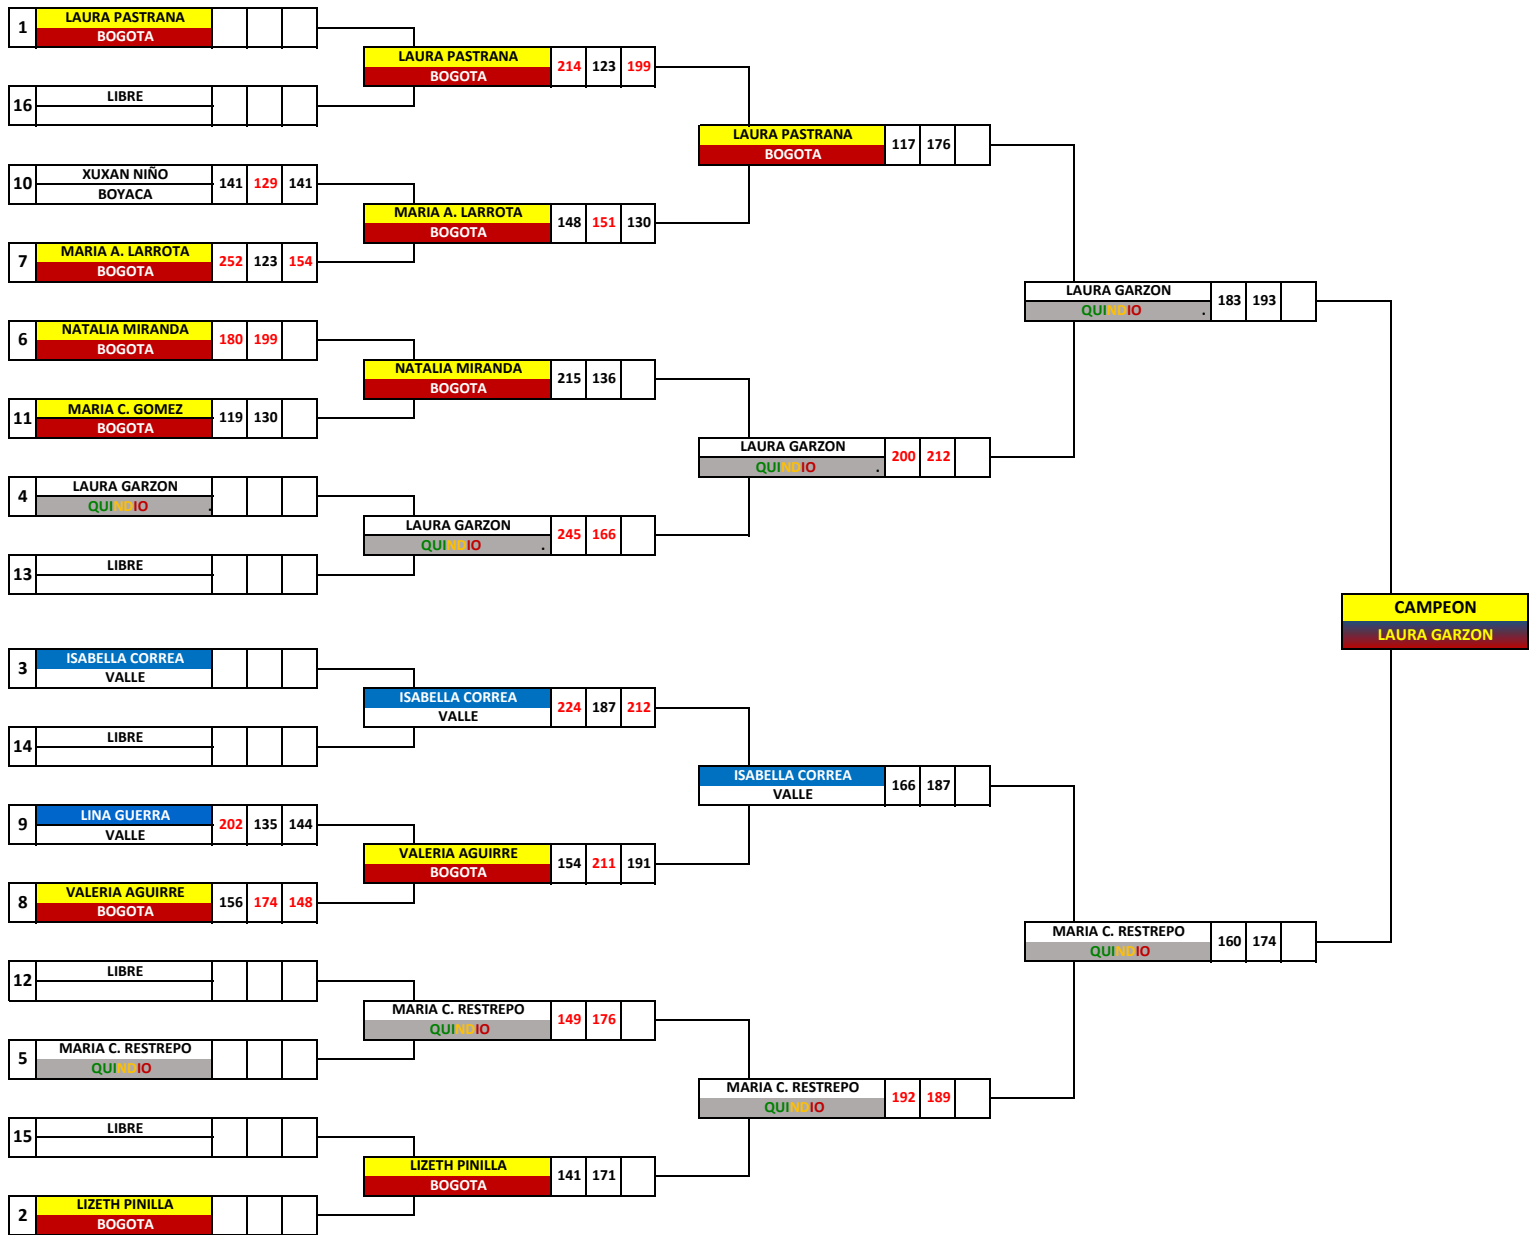 1 LAURA PASTRANA
BOGOTA
16 LIBRE
10 XUXAN NIÑO 141 129 141
BOYACA
7 MARIA A. LARROTA 252 123 154
BOGOTA
6 NATALIA MIRANDA 180 199
BOGOTA
11 MARIA C. GOMEZ 119 130
BOGOTA
4 LAURA GARZON
QUINDIO .
13 LIBRE
3 ISABELLA CORREA
VALLE
14 LIBRE
9 LINA GUERRA 202 135 144
VALLE
8 VALERIA AGUIRRE 156 174 148
BOGOTA
12 LIBRE
5 MARIA C. RESTREPO
QUINDIO
15 LIBRE
2 LIZETH PINILLA
BOGOTA
LAURA PASTRANA 214 123 199
BOGOTA
MARIA A. LARROTA 148 151 130
BOGOTA
NATALIA MIRANDA 215 136
BOGOTA
LAURA GARZON 245 166
QUINDIO .
ISABELLA CORREA 224 187 212
VALLE
VALERIA AGUIRRE 154 211 191
BOGOTA
MARIA C. RESTREPO 149 176
QUINDIO
LIZETH PINILLA 141 171
BOGOTA
LAURA PASTRANA 117 176
BOGOTA
LAURA GARZON 200 212
QUINDIO .
ISABELLA CORREA 166 187
VALLE
MARIA C. RESTREPO 192 189
QUINDIO
LAURA GARZON 183 193
QUINDIO .
MARIA C. RESTREPO 160 174
QUINDIO
CAMPEON
LAURA GARZON